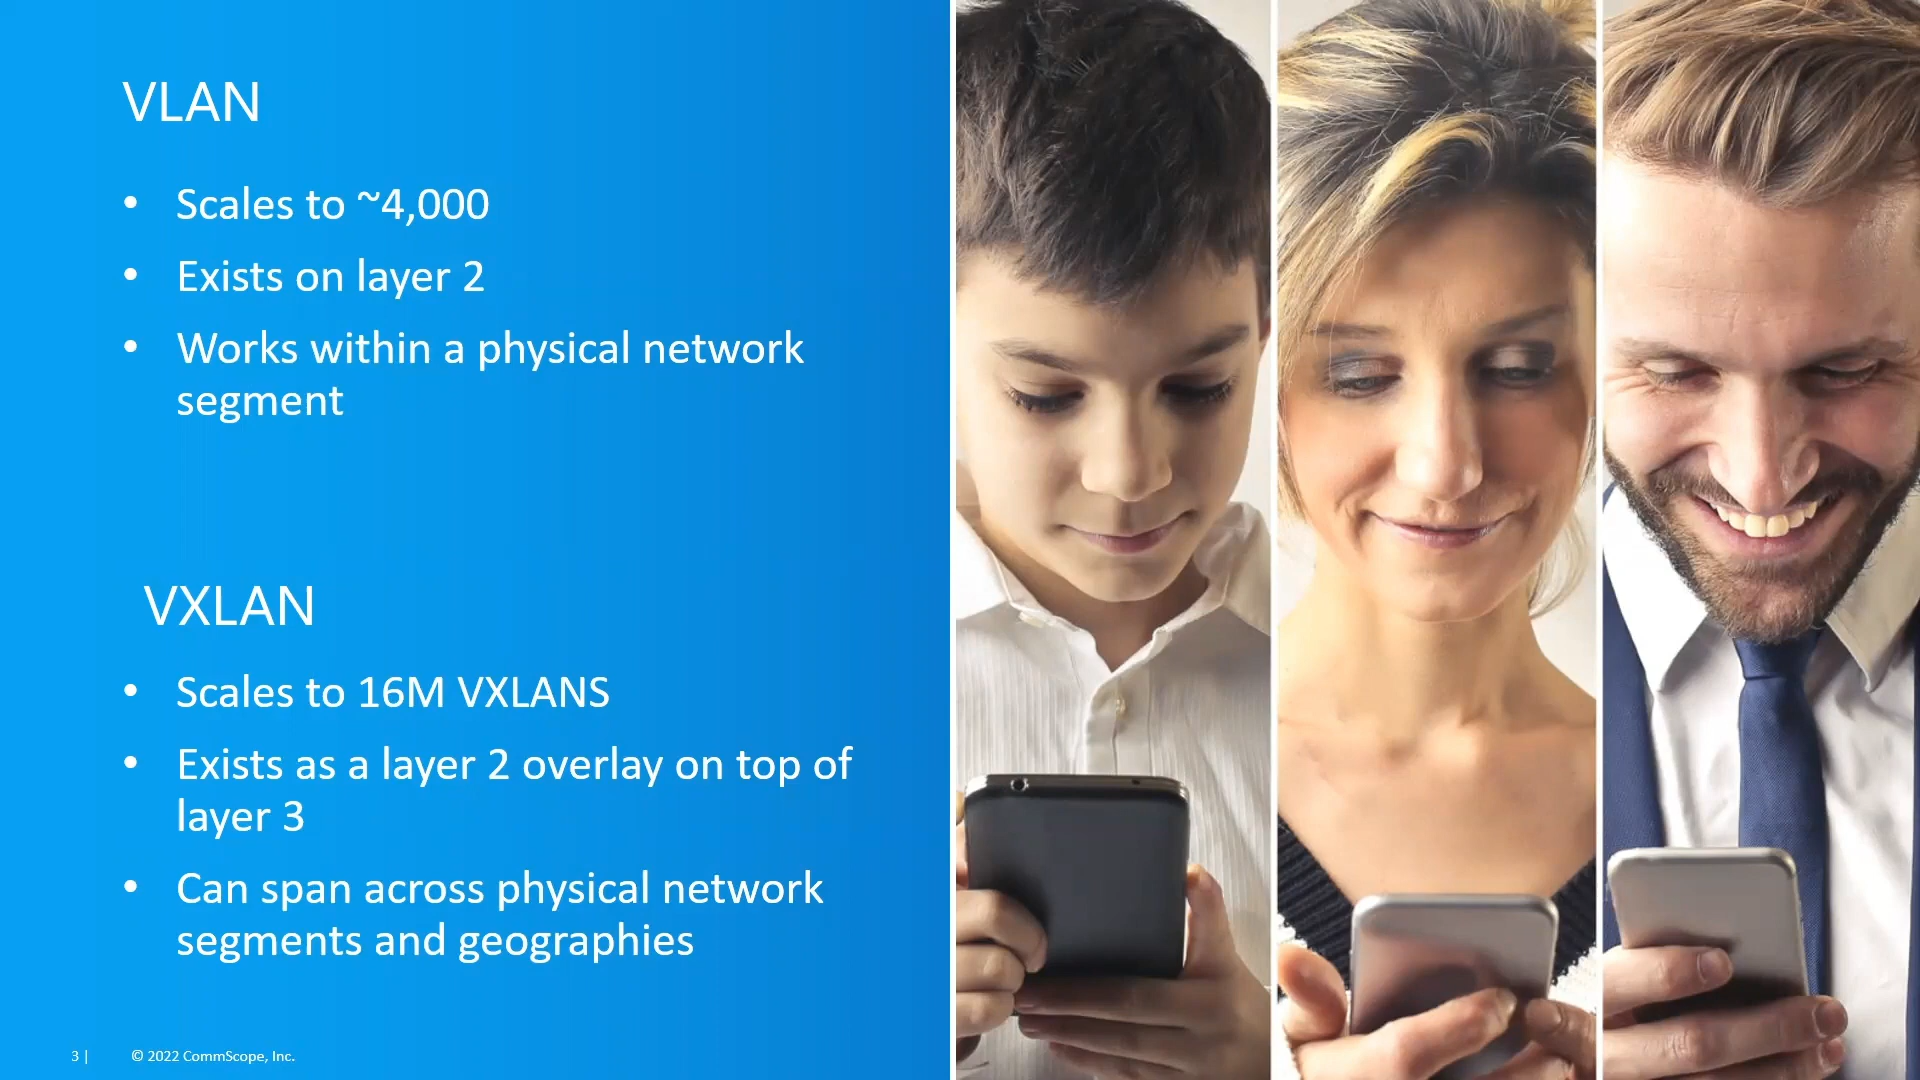 VLAN
• Scales to ~4,000
• Exists on layer 2
• Works within a physical network
segment
VXLAN
• Scales to 16M VXLANS
• Exists as a layer 2 overlay on top of
layer 3
• Can span across physical network
segments and geographies
3 | © 2022 CommScope, Inc.